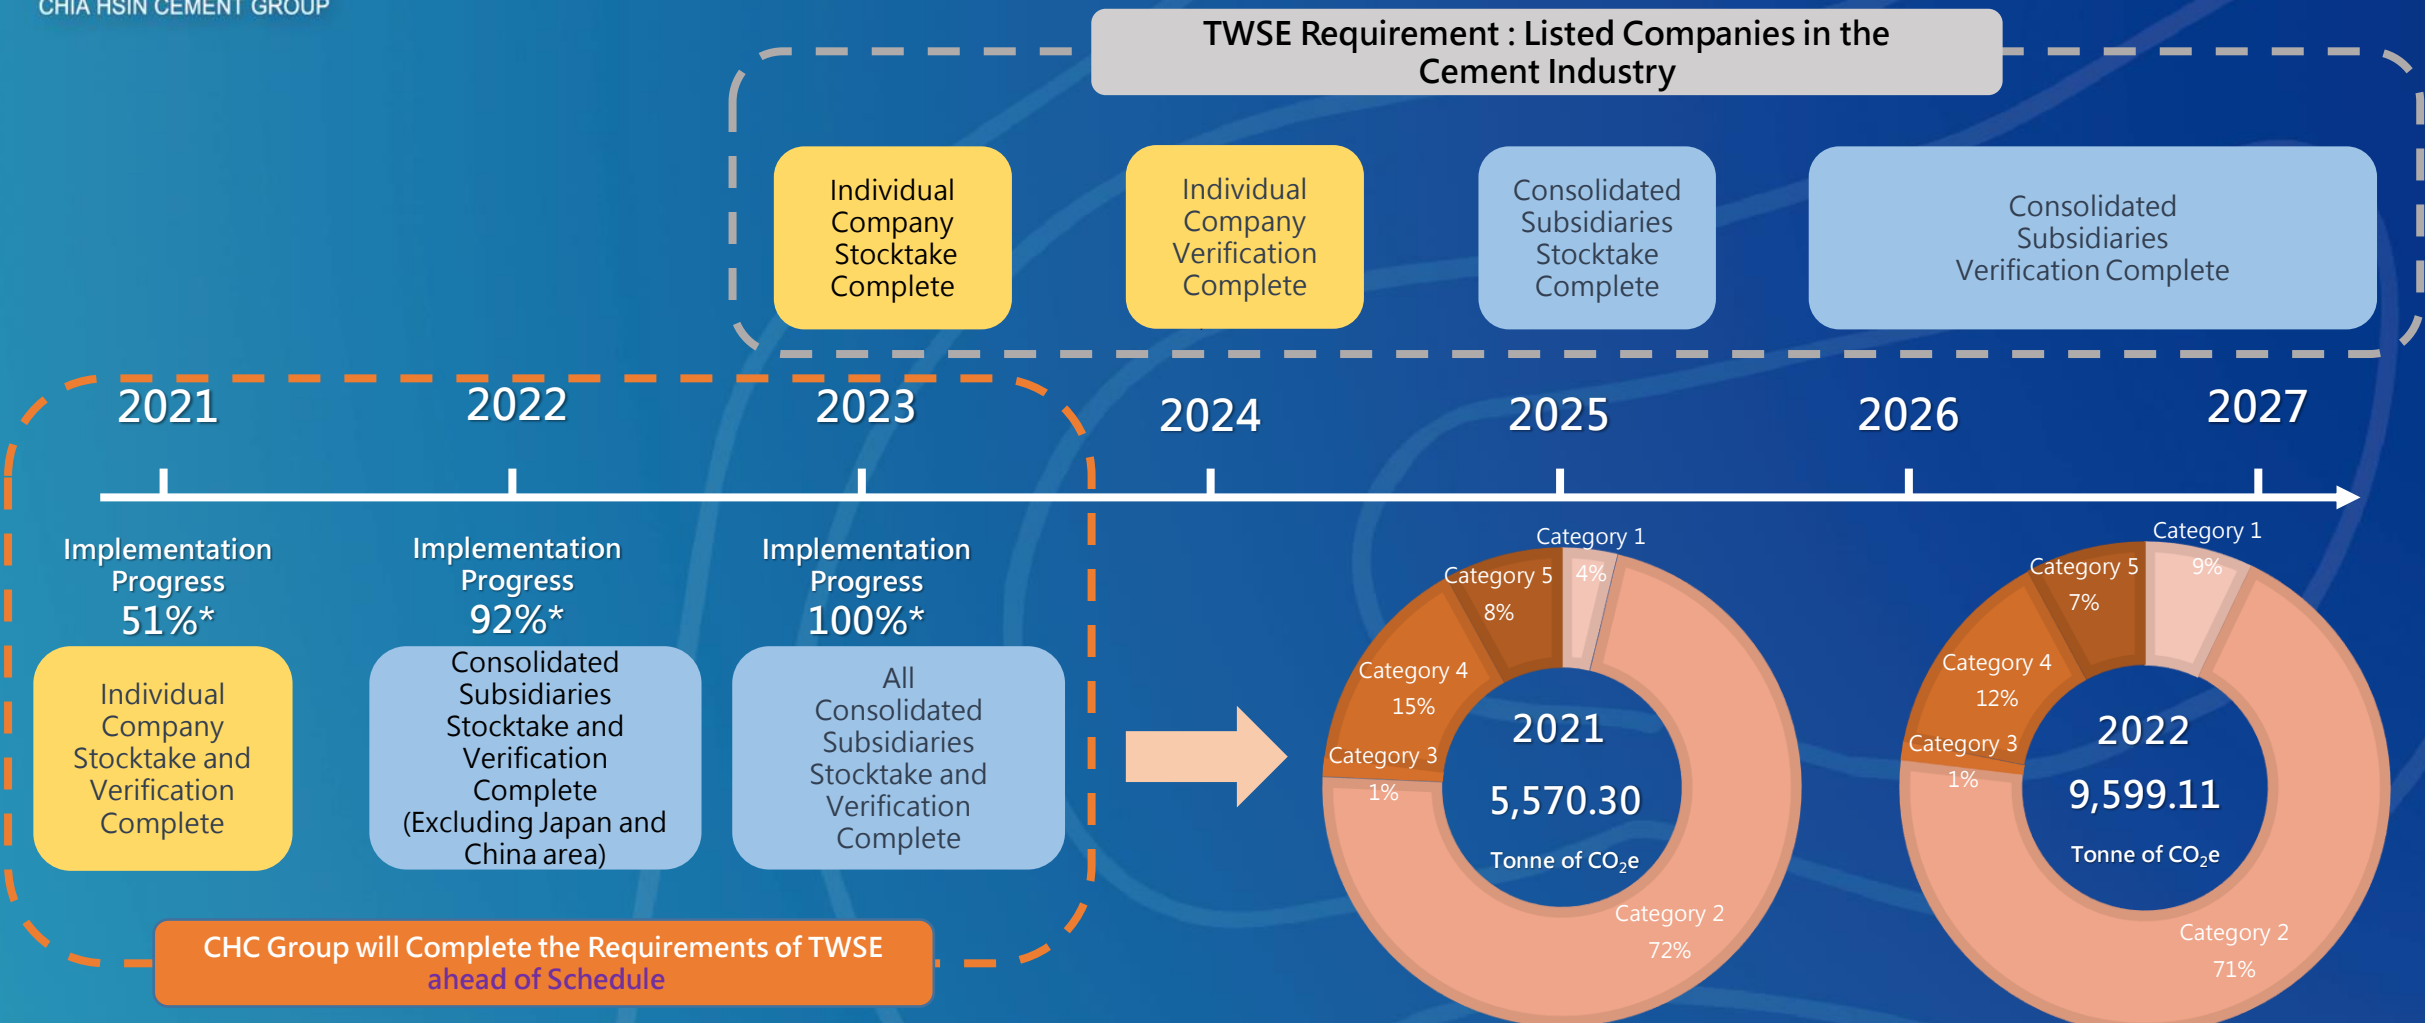 CHIA HSIN CEMENT GROUP
TWSE Requirement : Listed Companies in the
Cement Industry
Individual
Company
Stocktake
Complete
Individual
Company
Verification
Complete
Consolidated
Subsidiaries
Stocktake
Complete
Consolidated
Subsidiaries
Verification Complete
2021
2022
2023
2024
2025
2026
2027
Implementation
Progress
51%*
Individual
Company
Stocktake and
Verification
Complete
Implementation
Progress
92%*
Consolidated
Subsidiaries
Stocktake and
Verification
Complete
(Excluding Japan and
China area)
Implementation
Progress
100%*
All
Consolidated
Subsidiaries
Stocktake and
Verification
Complete
CHC Group will Complete the Requirements of TWSE
ahead of Schedule
Category 1
4%
Category 5
8%
Category 4
15%
Category 3
1%
Category 2
72%
2021
5,570.30
Tonne of CO₂e
Category 1
9%
Category 5
7%
Category 4
12%
Category 3
1%
Category 2
71%
2022
9,599.11
Tonne of CO₂e